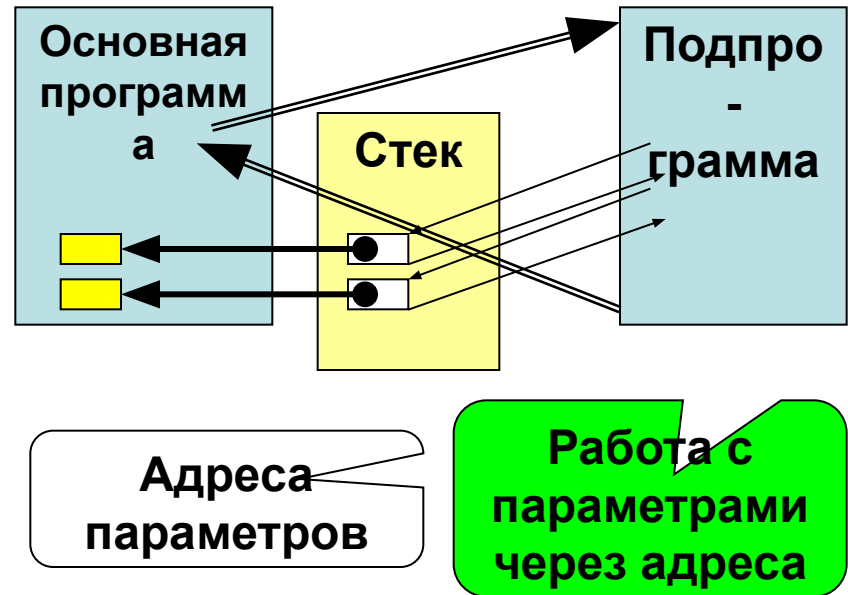 Основная
программ
а
Стек
Подпро
-
грамма
Адреса
параметров
Работа с
параметрами
через адреса